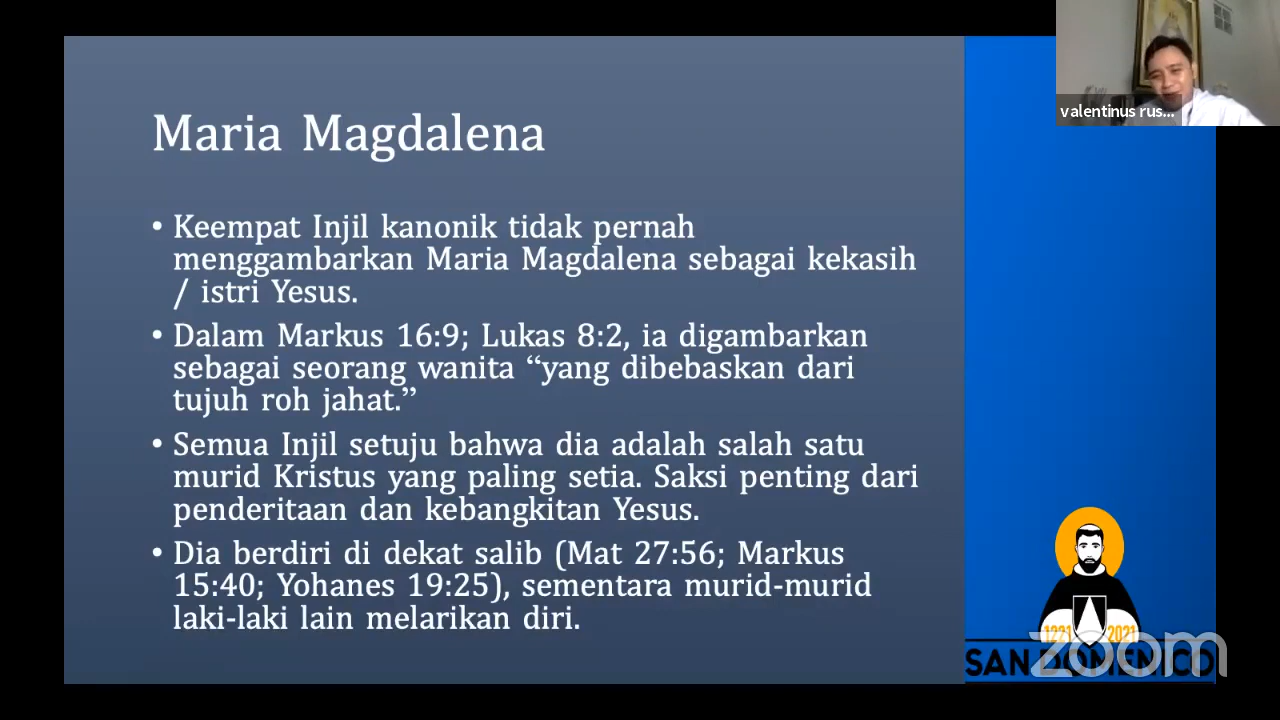 valentinus rus...
Maria Magdalena
• Keempat Injil kanonik tidak pernah
menggambarkan Maria Magdalena sebagai kekasih
/ istri Yesus.
• Dalam Markus 16:9; Lukas 8:2, ia digambarkan
sebagai seorang wanita “yang dibebaskan dari
tujuh roh jahat.”
• Semua Injil setuju bahwa dia adalah salah satu
murid Kristus yang paling setia. Saksi penting dari
penderitaan dan kebangkitan Yesus.
• Dia berdiri di dekat salib (Mat 27:56; Markus
15:40; Yohanes 19:25), sementara murid-murid
laki-laki lain melarikan diri.
1221 2021
SAN DOMENICO
zoom